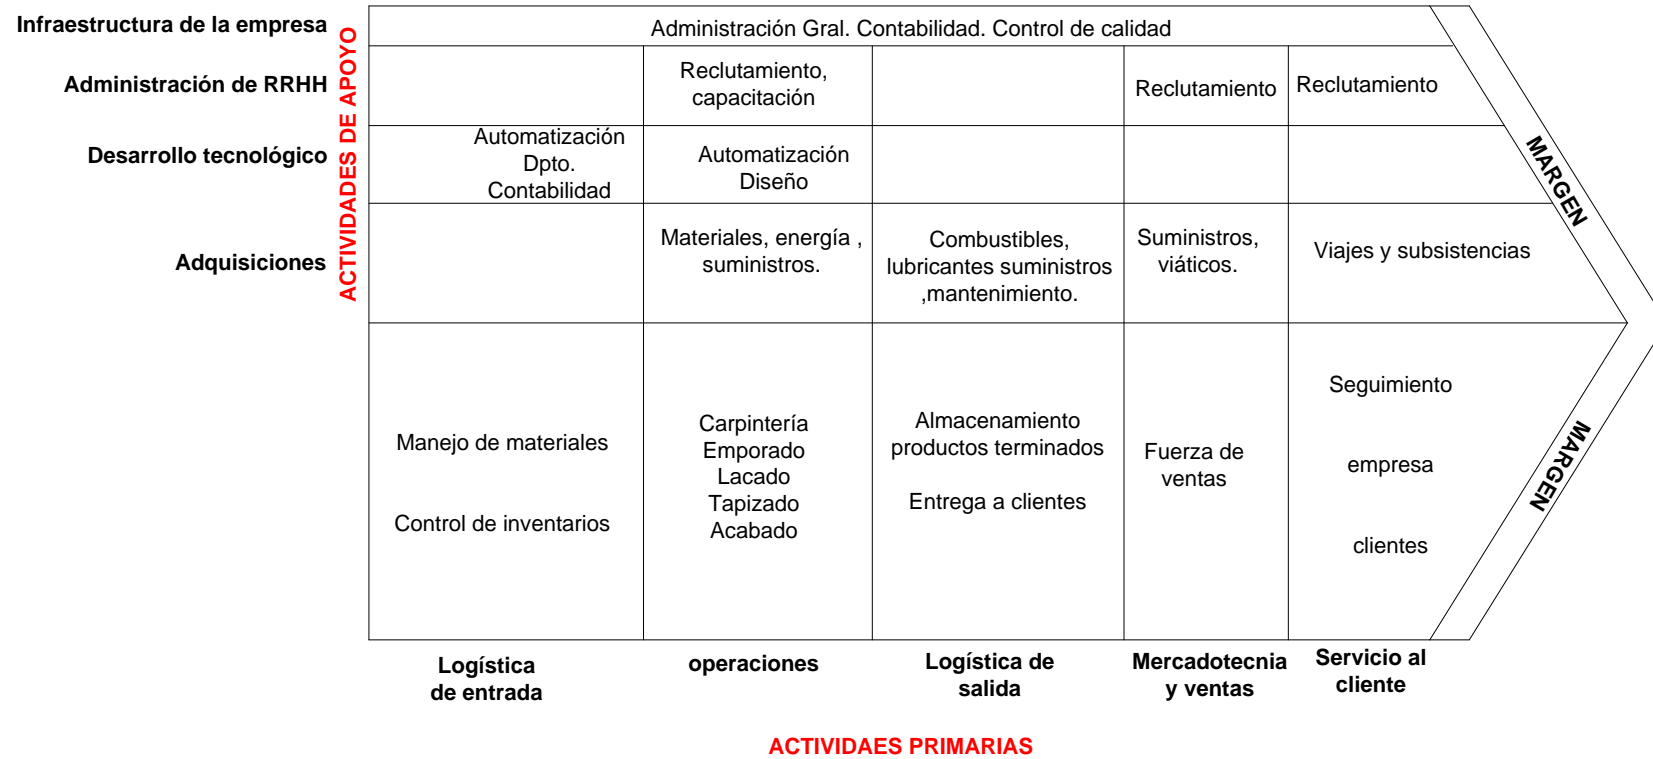 Infraestructura de la empresa
Administración Gral. Contabilidad. Control de calidad
ACTIVIDADES DE APOYO
Administración de RRHH
Reclutamiento,
capacitación
Reclutamiento
Reclutamiento
Desarrollo tecnológico
Automatización
Dpto.
Contabilidad
Automatización
Diseño
MARGEN
Adquisiciones
Materiales, energía ,
suministros.
Combustibles,
lubricantes suministros
,mantenimiento.
Suministros,
viáticos.
Viajes y subsistencias
Manejo de materiales
Control de inventarios
Carpintería
Emporado
Lacado
Tapizado
Acabado
Almacenamiento
productos terminados
Entrega a clientes
Fuerza de
ventas
Seguimiento
empresa
clientes
MARGEN
Logística
de entrada
operaciones
Logística de
salida
Mercadotecnia
y ventas
Servicio al
cliente
ACTIVIDAES PRIMARIAS